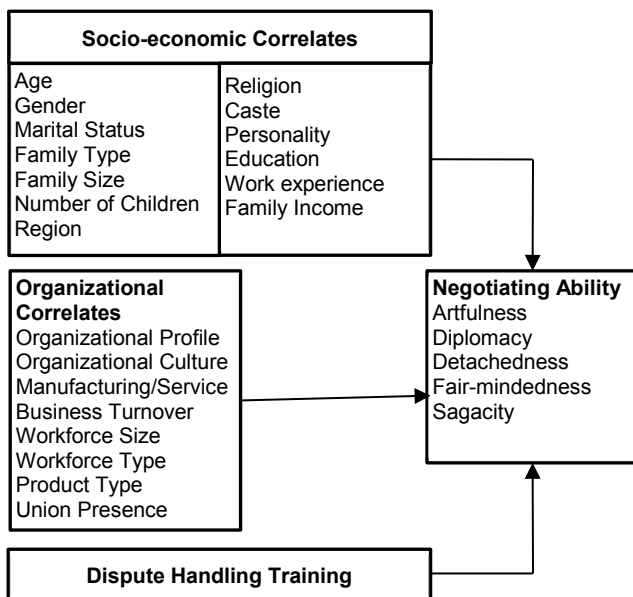 Socio-economic Correlates
Age
Gender
Marital Status
Family Type
Family Size
Number of Children
Region
Religion
Caste
Personality
Education
Work experience
Family Income
Organizational
Correlates
Organizational Profile
Organizational Culture
Manufacturing/Service
Business Turnover
Workforce Size
Workforce Type
Product Type
Union Presence
Negotiating Ability
Artfulness
Diplomacy
Detachedness
Fair-mindedness
Sagacity
Dispute Handling Training